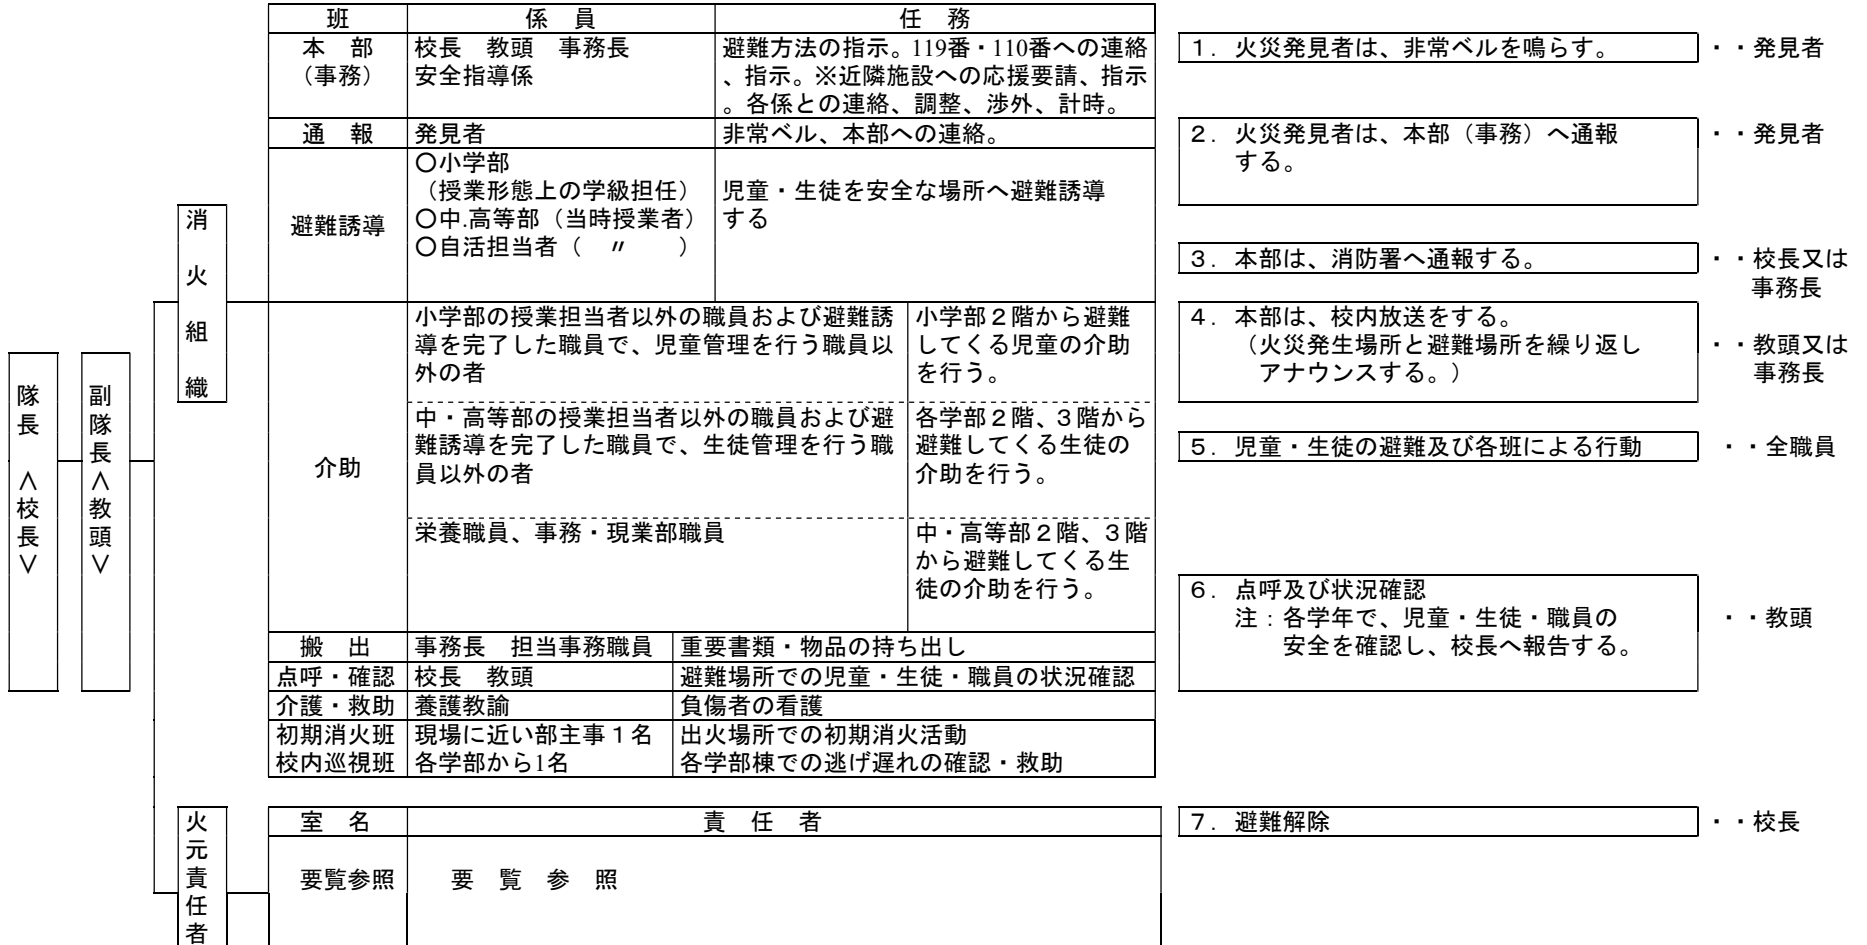 班 係 員 任 務
本 部 校長 教頭 事務長 避難方法の指示。119番・110番への連絡
(事務) 安全指導係 、指示。※近隣施設への応援要請、指示
。各係との連絡、調整、渉外、計時。
通 報 発見者 非常ベル、本部への連絡。
避難誘導
〇小学部
(授業形態上の学級担任)
〇中.高等部(当時授業者)
〇自活担当者( 〃 )
児童・生徒を安全な場所へ避難誘導
する
介助
小学部の授業担当者以外の職員および避難誘
導を完了した職員で、児童管理を行う職員以
外の者
小学部2階から避難
してくる児童の介助
を行う。
中・高等部の授業担当者以外の職員および避
難誘導を完了した職員で、生徒管理を行う職
員以外の者
各学部2階、3階から
避難してくる生徒の
介助を行う。
栄養職員、事務・現業部職員
中・高等部2階、3階
から避難してくる生
徒の介助を行う。
搬 出 事務長 担当事務職員 重要書類・物品の持ち出し
点呼・確認 校長 教頭 避難場所での児童・生徒・職員の状況確認
介護・救助 養護教諭 負傷者の看護
初期消火班 現場に近い部主事1名 出火場所での初期消火活動
校内巡視班 各学部から1名 各学部棟での逃げ遅れの確認・救助
隊長 <校長>
副隊長<教頭>
消火組織
火元責任者
室 名 責 任 者
要覧参照 要 覧 参 照
1.火災発見者は、非常ベルを鳴らす。 ・・発見者
2.火災発見者は、本部(事務)へ通報 ・・発見者
する。
3.本部は、消防署へ通報する。 ・・校長又は
事務長
4.本部は、校内放送をする。
(火災発生場所と避難場所を繰り返し ・・教頭又は
アナウンスする。) 事務長
5.児童・生徒の避難及び各班による行動 ・・全職員
6.点呼及び状況確認
注:各学年で、児童・生徒・職員の ・・教頭
安全を確認し、校長へ報告する。
7.避難解除 ・・校長